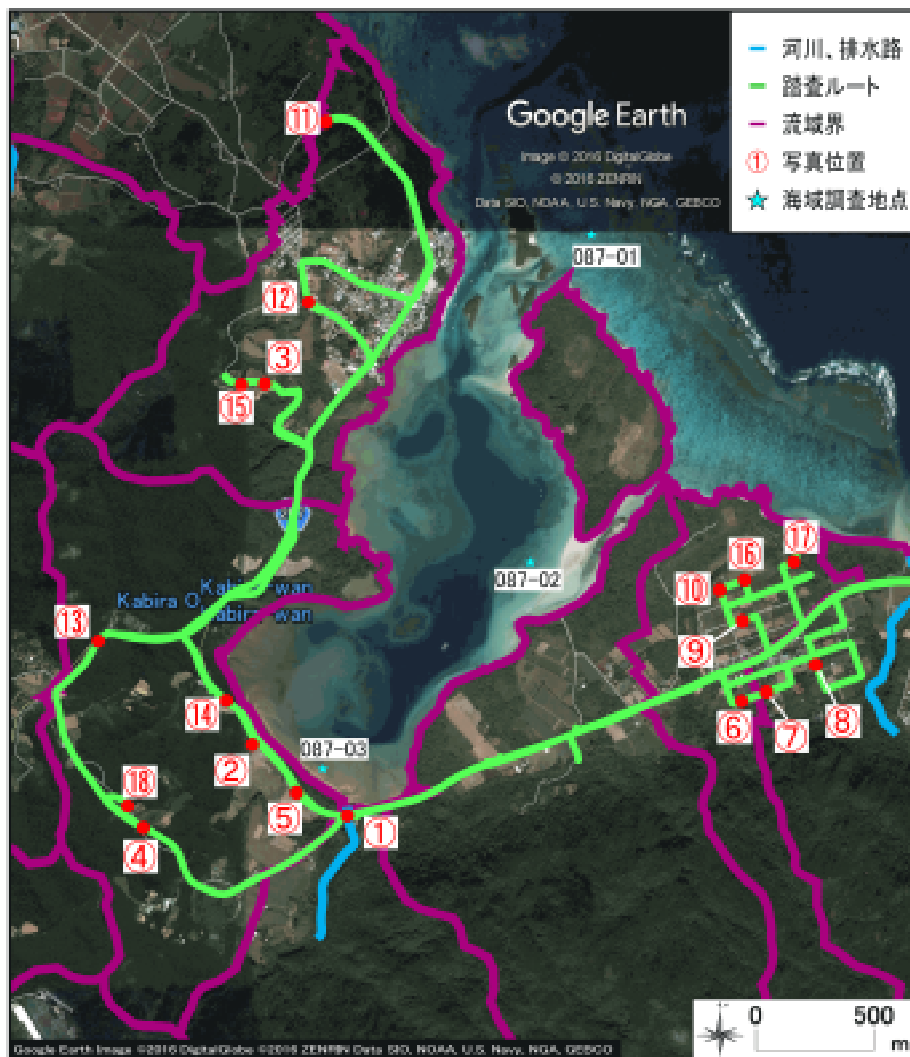 河川、排水路
踏査ルート
流域界
① 写真位置
海域調査地点
Google Earth
Image © 2016 DigitalGlobe
© 2016 ZENRIN
Data SIO, NOAA, U.S. Navy, NGA, GEBCO
⑪
087-01
⑫
③
⑮
⑰
⑯
⑩
087-02
Kabira-wan
Kabira O
abira-wan
⑬
⑨
⑭
⑥
⑦
⑧
②
087-03
⑱
⑤
①
④
0 500
m
Google Earth Image ©2016 DigitalGlobe ©2016 ZENRIN Data SIO, NOAA, U.S. Navy, NGA, GEBCO